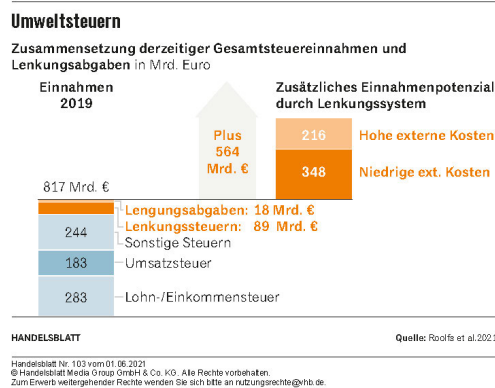 Umweltsteuern
Zusammensetzung derzeitiger Gesamtsteuereinnahmen und
Lenkungsabgaben in Mrd. Euro
Einnahmen
2019
817 Mrd. €
Lengungsabgaben: 18 Mrd. €
Lenkungssteuern: 89 Mrd. €
244
Sonstige Steuern
183
Umsatzsteuer
283
Lohn-/Einkommensteuer
Plus
564
Mrd. €
Zusätzliches Einnahmenpotenzial
durch Lenkungssystem
216
Hohe externe Kosten
348
Niedrige ext. Kosten
HANDELSBLATT
Quelle: Roolfs et al.2021
Handelsblatt Nr. 103 vom 01.06.2021
© Handelsblatt Media Group GmbH & Co. KG. Alle Rechte vorbehalten.
Zum Erwerb weitergehender Rechte wenden Sie sich bitte an nutzungsrechte@vhb.de.